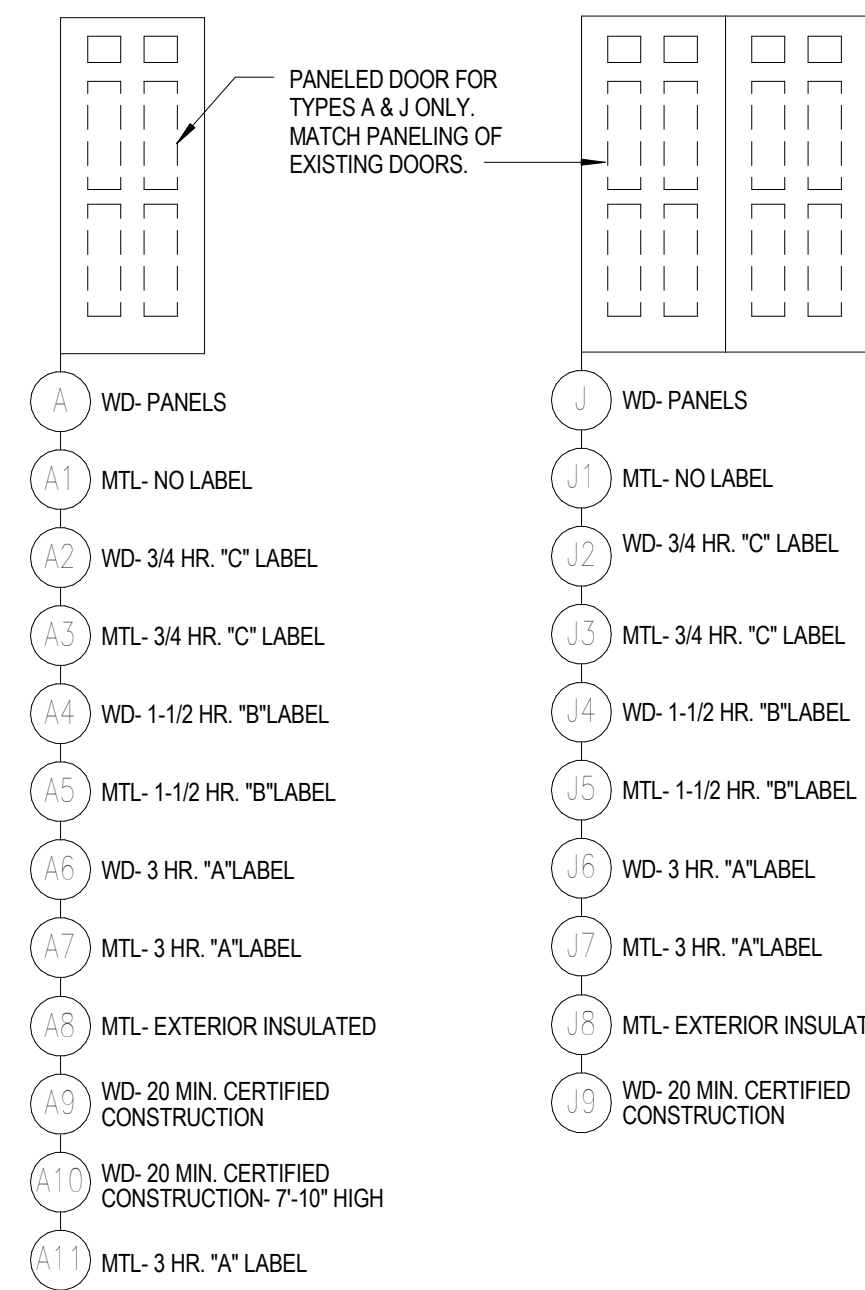 PANELED DOOR FOR
TYPES A & J ONLY.
MATCH PANELING OF
EXISTING DOORS.
A WD- PANELS
A1 MTL- NO LABEL
A2 WD- 3/4 HR. "C" LABEL
A3 MTL- 3/4 HR. "C" LABEL
A4 WD- 1-1/2 HR. "B"LABEL
A5 MTL- 1-1/2 HR. "B"LABEL
A6 WD- 3 HR. "A"LABEL
A7 MTL- 3 HR. "A"LABEL
A8 MTL- EXTERIOR INSULATED
A9 WD- 20 MIN. CERTIFIED
CONSTRUCTION
A10 WD- 20 MIN. CERTIFIED
CONSTRUCTION- 7'-10" HIGH
A11 MTL- 3 HR. "A" LABEL
J WD- PANELS
J1 MTL- NO LABEL
J2 WD- 3/4 HR. "C" LABEL
J3 MTL- 3/4 HR. "C" LABEL
J4 WD- 1-1/2 HR. "B"LABEL
J5 MTL- 1-1/2 HR. "B"LABEL
J6 WD- 3 HR. "A"LABEL
J7 MTL- 3 HR. "A"LABEL
J8 MTL- EXTERIOR INSULAT
J9 WD- 20 MIN. CERTIFIED
CONSTRUCTION